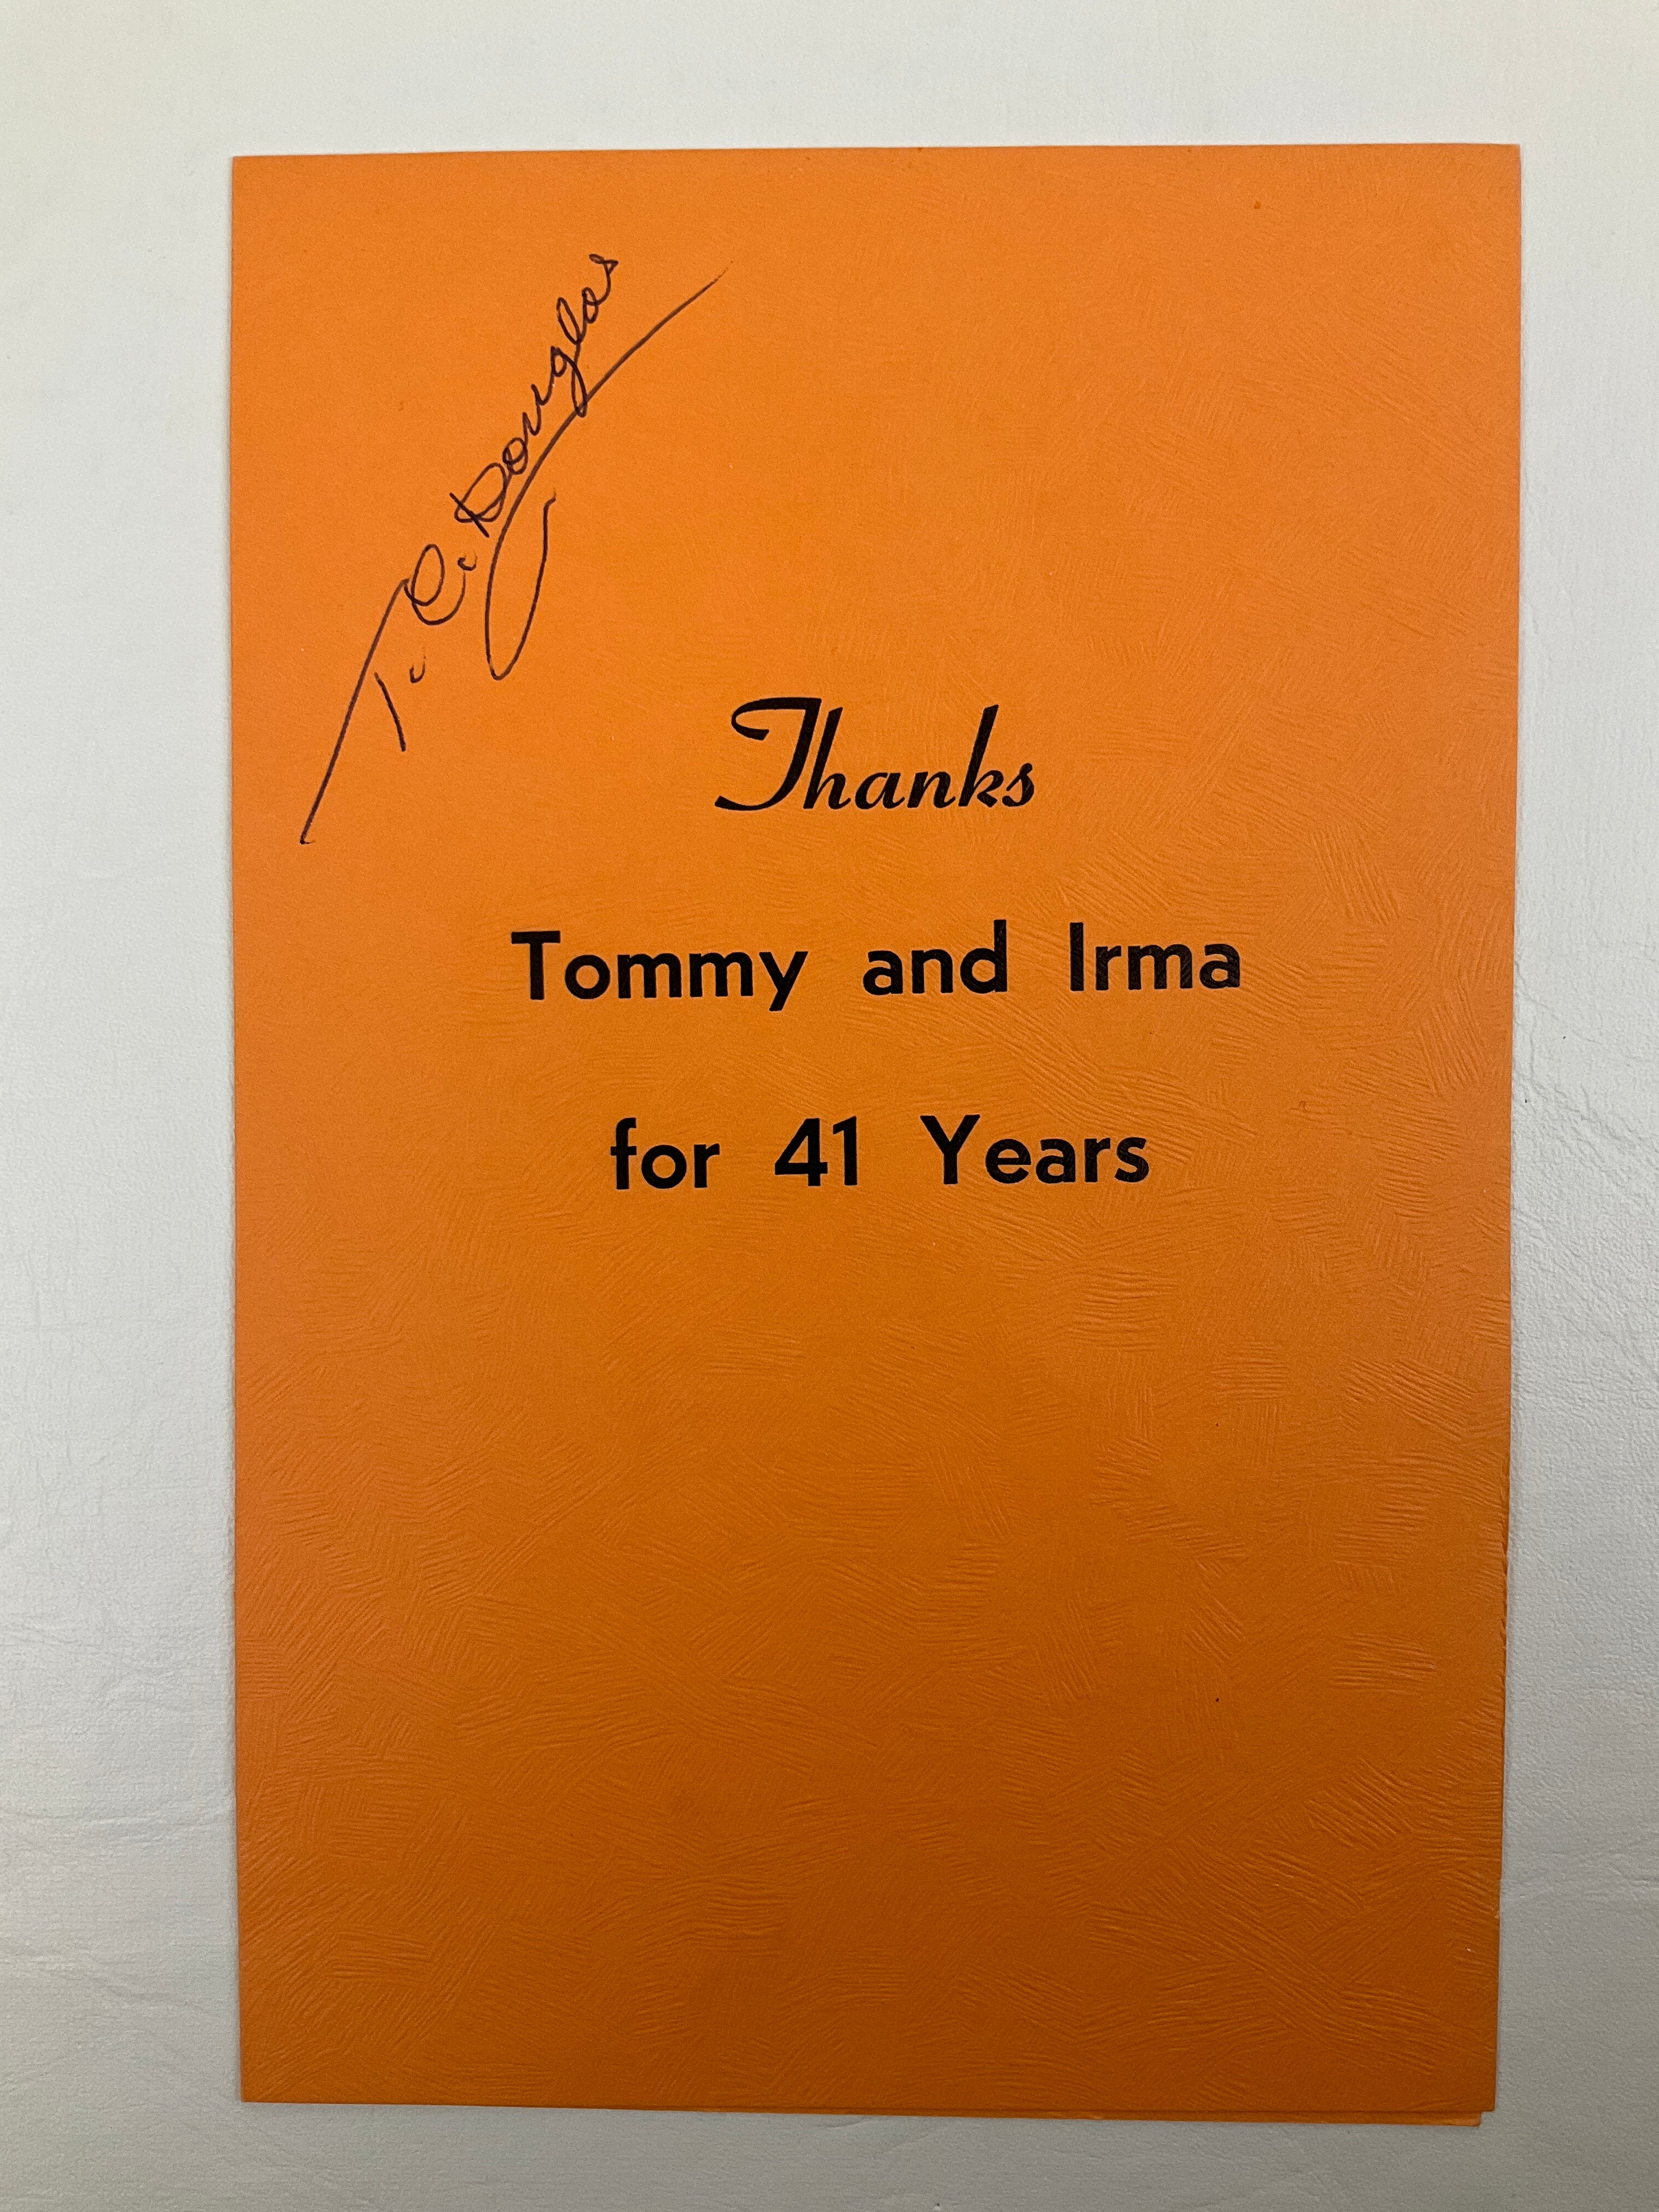 T. C. Douglas
Thanks
Tommy and Irma
for 41 Years